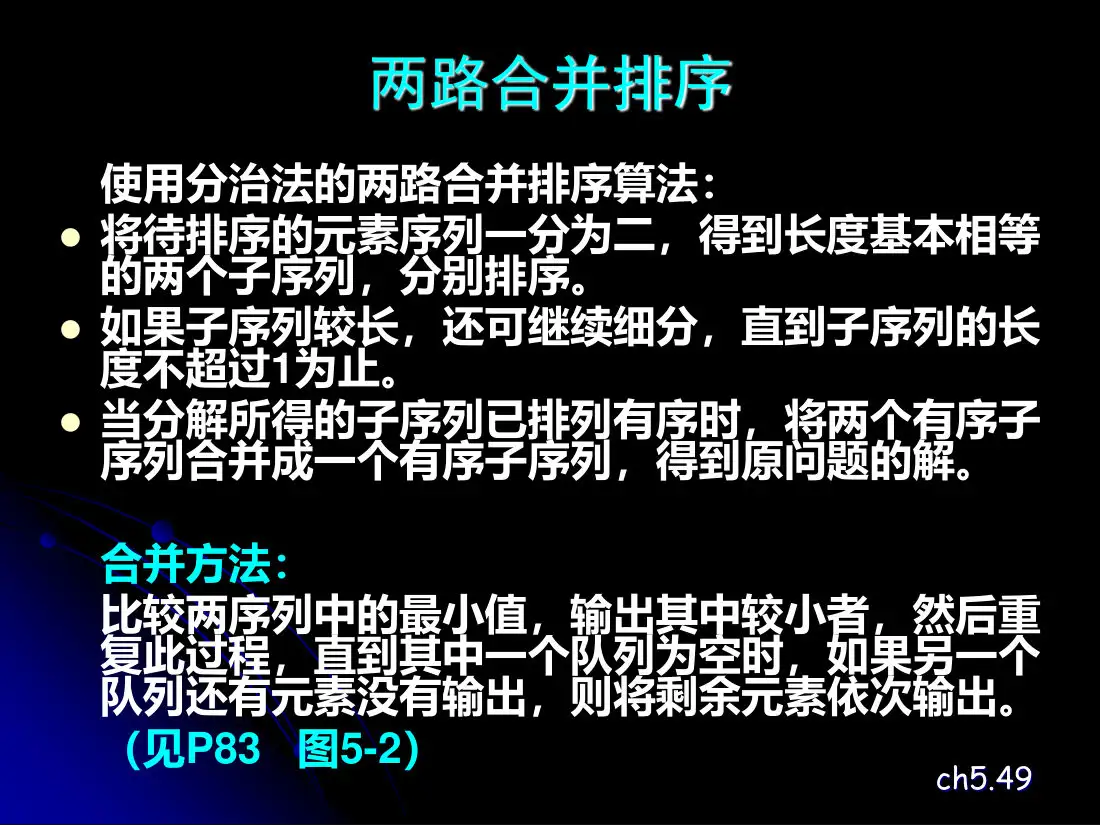 两路合并排序
使用分治法的两路合并排序算法：
● 将待排序的元素序列一分为二，得到长度基本相等
的两个子序列，分别排序。
● 如果子序列较长，还可继续细分，直到子序列的长
度不超过1为止。
● 当分解所得的子序列已排列有序时，将两个有序子
序列合并成一个有序子序列，得到原问题的解。
合并方法：
比较两序列中的最小值，输出其中较小者，然后重
复此过程，直到其中一个队列为空时，如果另一个
队列还有元素没有输出，则将剩余元素依次输出。
（见P83 图5-2）
ch5.49